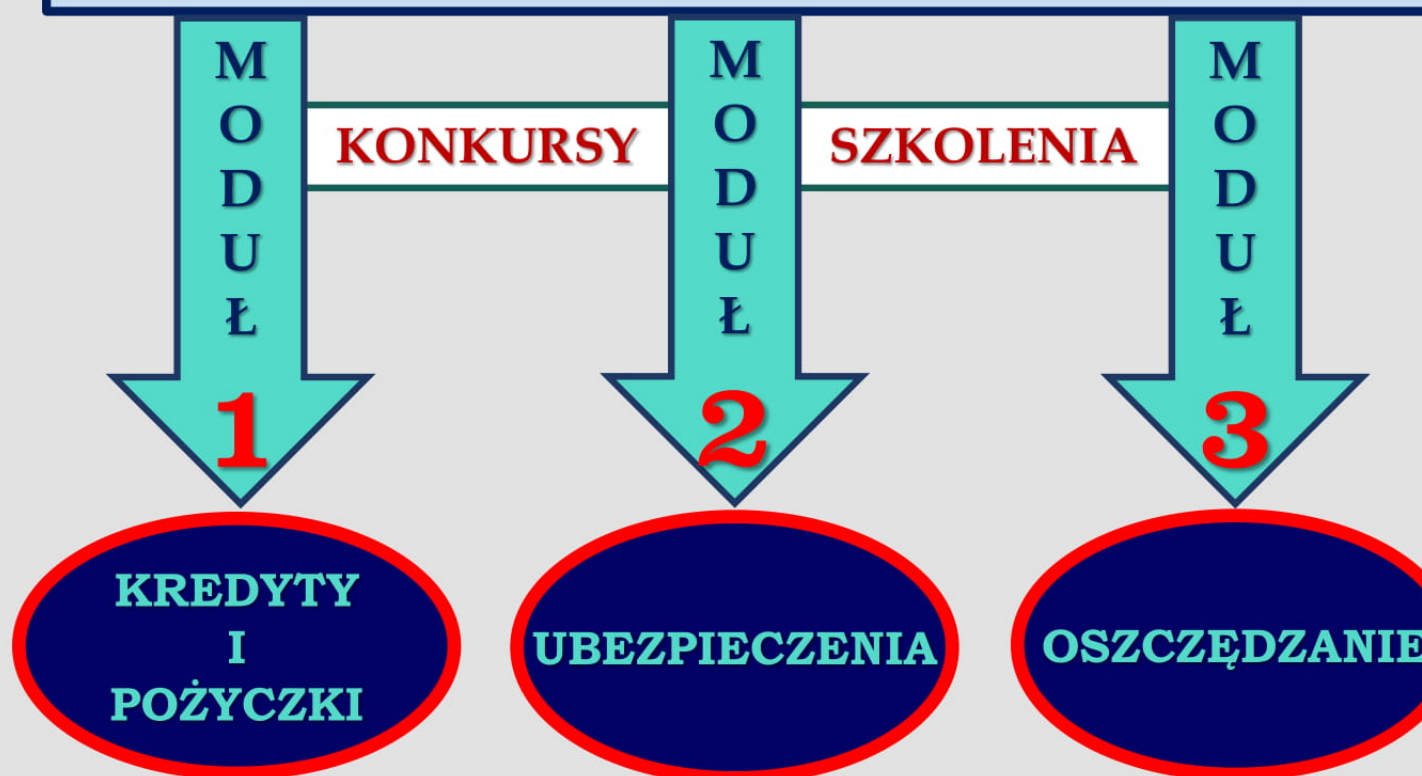 MODUŁ
1
KONKURSY
MODUŁ
2
SZKOLENIA
MODUŁ
3
KREDYTY
I
POŻYCZKI
UBEZPIECZENIA
OSZCZĘDZANIE